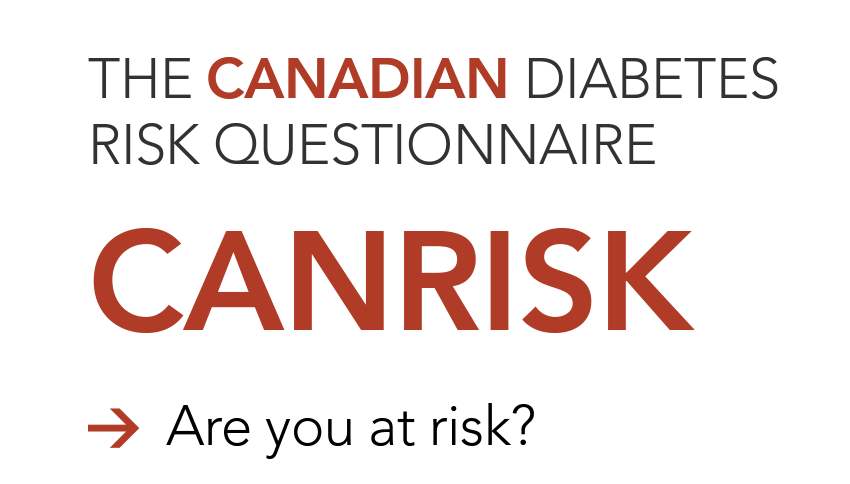 THE CANADIAN DIABETES
RISK QUESTIONNAIRE
CANRISK
→ Are you at risk?